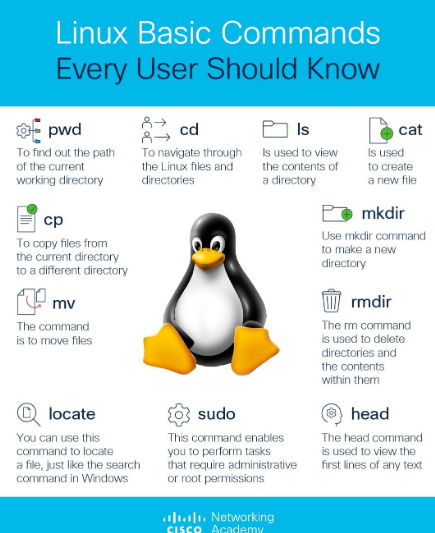 Linux Basic Commands
Every User Should Know
pwd
To find out the path
of the current
working directory
cd
To navigate through
the Linux files and
directories
ls
Is used to view
the contents of
a directory
cat
Is used
to create
a new file
cp
To copy files from
the current directory
to a different directory
mkdir
Use mkdir command
to make a new
directory
mv
The command
is to move files
rmdir
The rm command
is used to delete
directories and
the contents
within them
locate
You can use this
command to locate
a file, just like the search
command in Windows
sudo
This command enables
you to perform tasks
that require administrative
or root permissions
head
The head command
is used to view the
first lines of any text
Networking
CISCO Academy